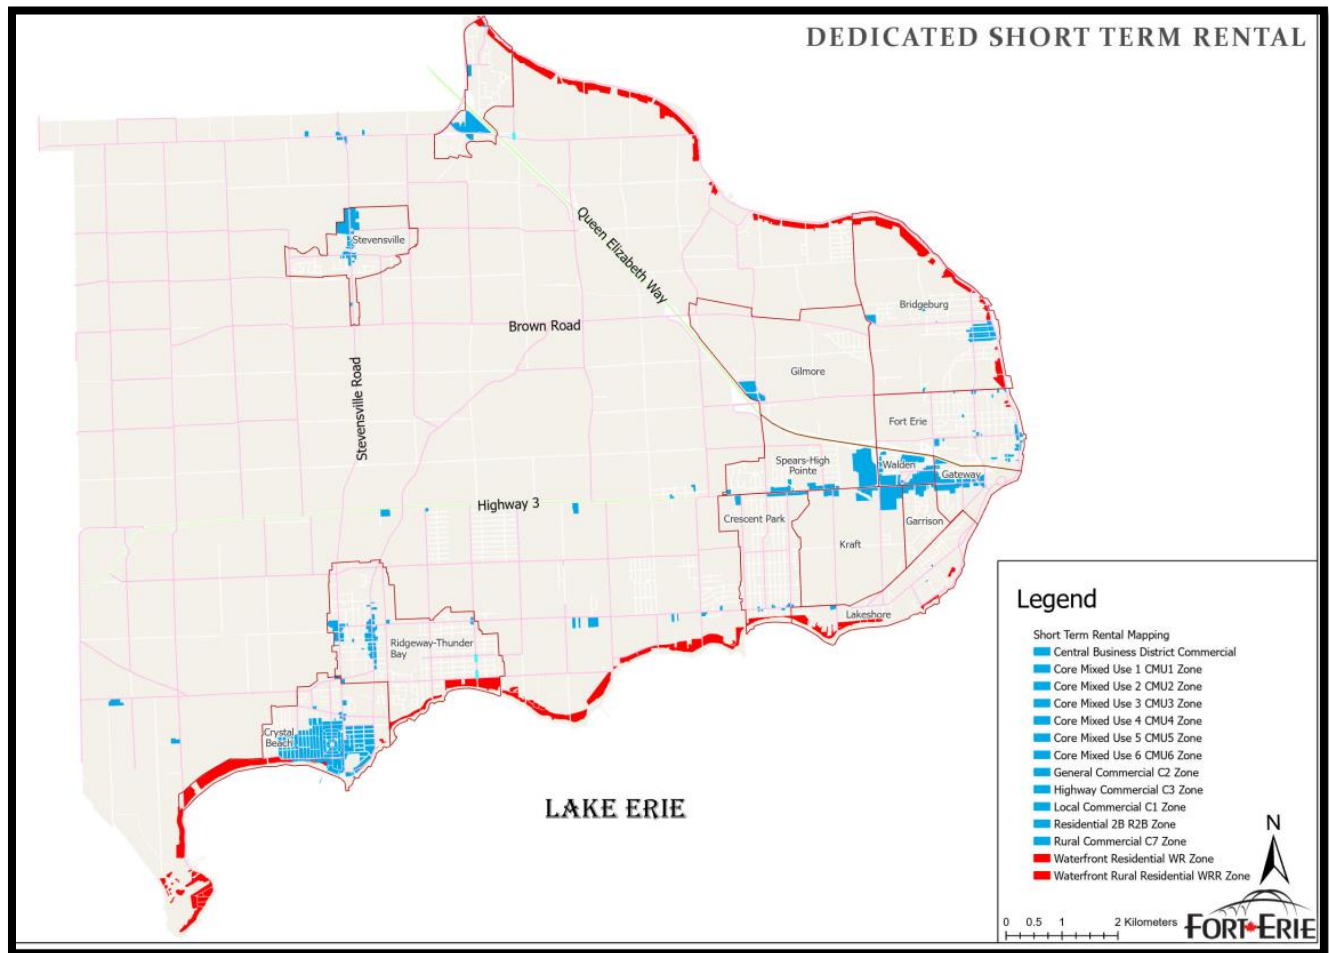 DEDICATED SHORT TERM RENTAL
Queen Elizabeth Way
Stevensville
Bridgeburg
Brown Road
Gilmore
Stevensville Road
Fort Erie
Spears-High
Pointe
Walden
Gateway
Highway 3
Crescent Park
Garrison
Kraft
Lakeshore
Ridgeway-Thunder
Bay
Crystal
Beach
LAKE ERIE
Legend
Short Term Rental Mapping
Central Business District Commercial
Core Mixed Use 1 CMU1 Zone
Core Mixed Use 2 CMU2 Zone
Core Mixed Use 3 CMU3 Zone
Core Mixed Use 4 CMU4 Zone
Core Mixed Use 5 CMU5 Zone
Core Mixed Use 6 CMU6 Zone
General Commercial C2 Zone
Highway Commercial C3 Zone
Local Commercial C1 Zone
Residential 2B R2B Zone
Rural Commercial C7 Zone
Waterfront Residential WR Zone
Waterfront Rural Residential WRR Zone
N
0 0.5 1 2 Kilometers
FORT ERIE